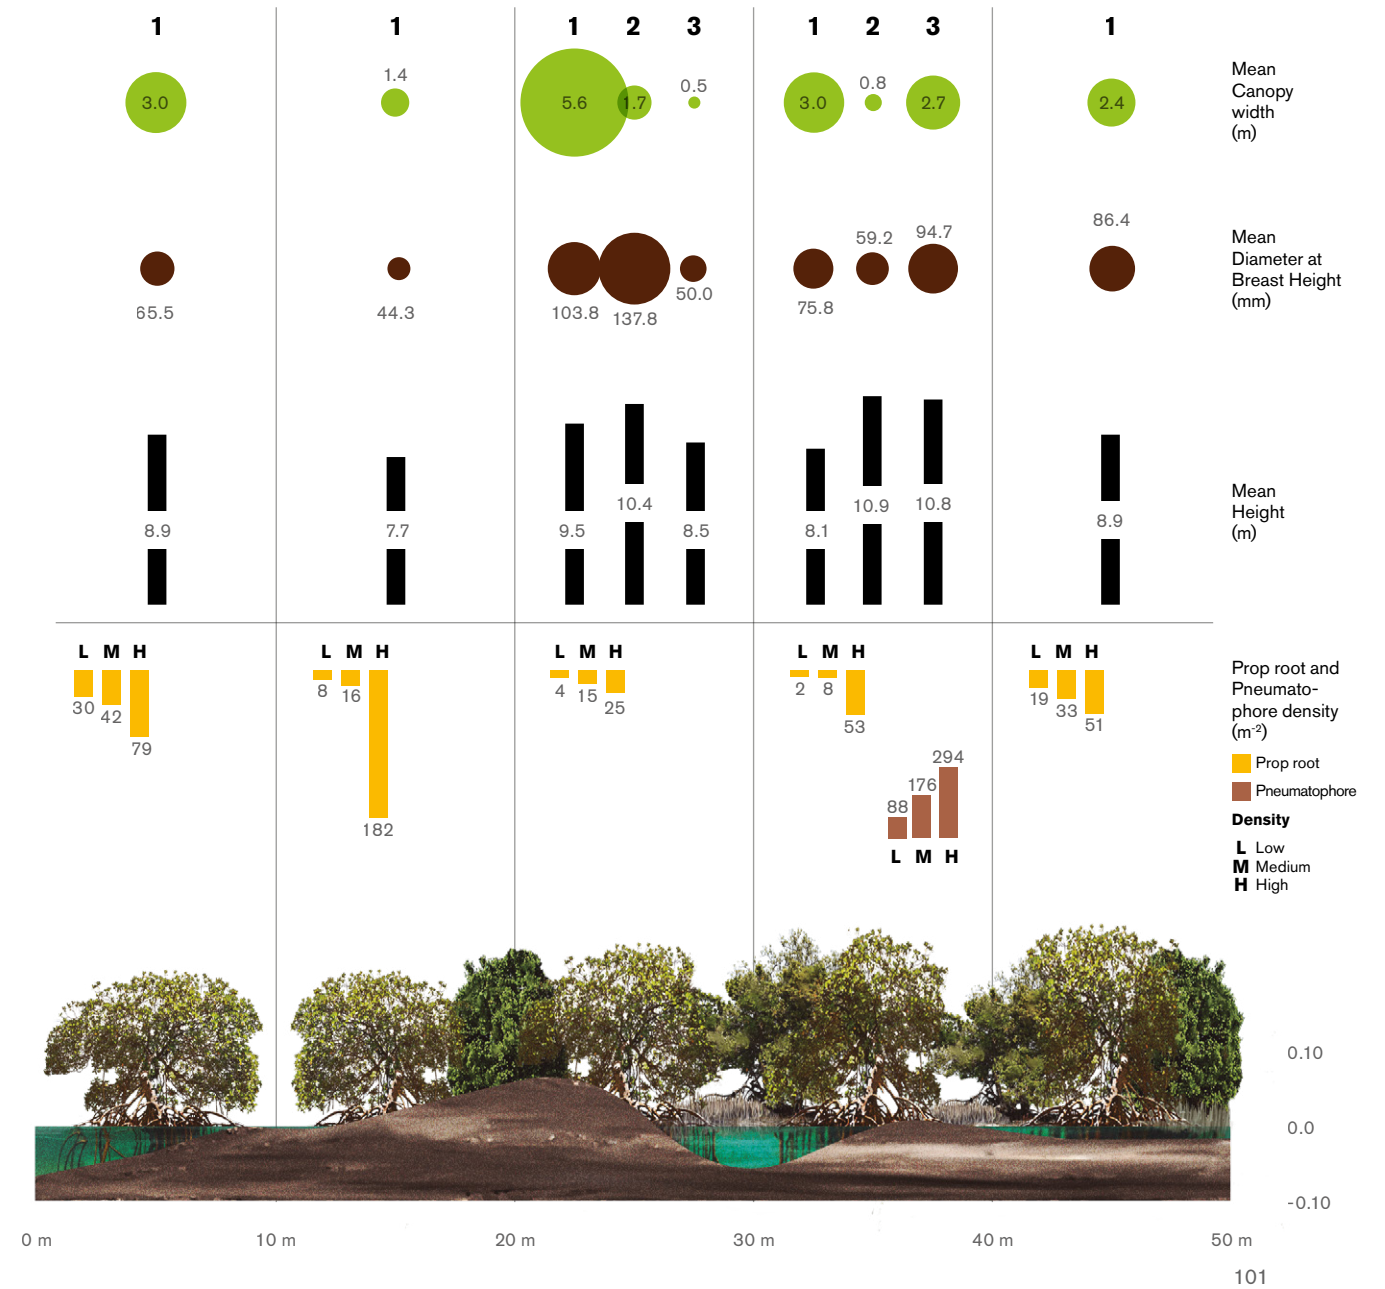 1 1 1 2 3 1 2 3 1
3.0 1.4 5.6 1.7 0.5 3.0 0.8 2.7 2.4
Mean
Canopy
width
(m)
65.5 44.3 103.8 137.8 50.0 75.8 59.2 94.7 86.4
Mean
Diameter at
Breast Height
(mm)
8.9 7.7 9.5 10.4 8.5 8.1 10.9 10.8 8.9
Mean
Height
(m)
L M H L M H L M H L M H L M H
30 42 79 8 16 182 4 15 25 2 8 53 19 33 51
88 176 294
L M H
Prop root and
Pneumato-
phore density
(m-2)
Prop root
Pneumatophore
Density
L Low
M Medium
H High
0.10
0.0
-0.10
0 m 10 m 20 m 30 m 40 m 50 m
101